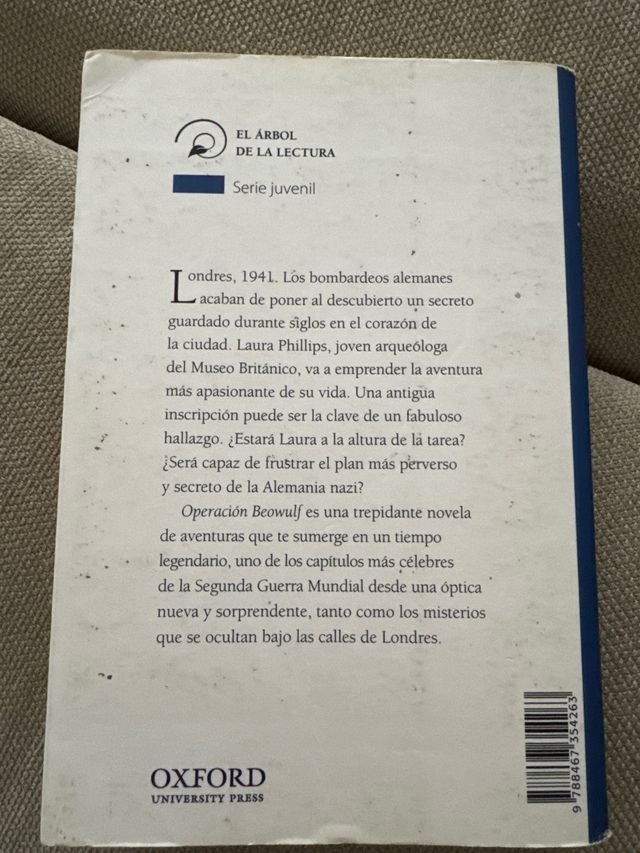 EL ÁRBOL
DE LA LECTURA
Serie juvenil
Londres, 1941. Los bombardeos alemanes
acaban de poner al descubierto un secreto
guardado durante siglos en el corazón de
la ciudad. Laura Phillips, joven arqueóloga
del Museo Británico, va a emprender la aventura
más apasionante de su vida. Una antigua
inscripción puede ser la clave de un fabuloso
hallazgo. ¿Estará Laura a la altura de la tarea?
¿Será capaz de frustrar el plan más perverso
y secreto de la Alemania nazi?
Operación Beowulf es una trepidante novela
de aventuras que te sumerge en un tiempo
legendario, uno de los capítulos más célebres
de la Segunda Guerra Mundial desde una óptica
nueva y sorprendente, tanto como los misterios
que se ocultan bajo las calles de Londres.
OXFORD
UNIVERSITY PRESS
9 788467 354263